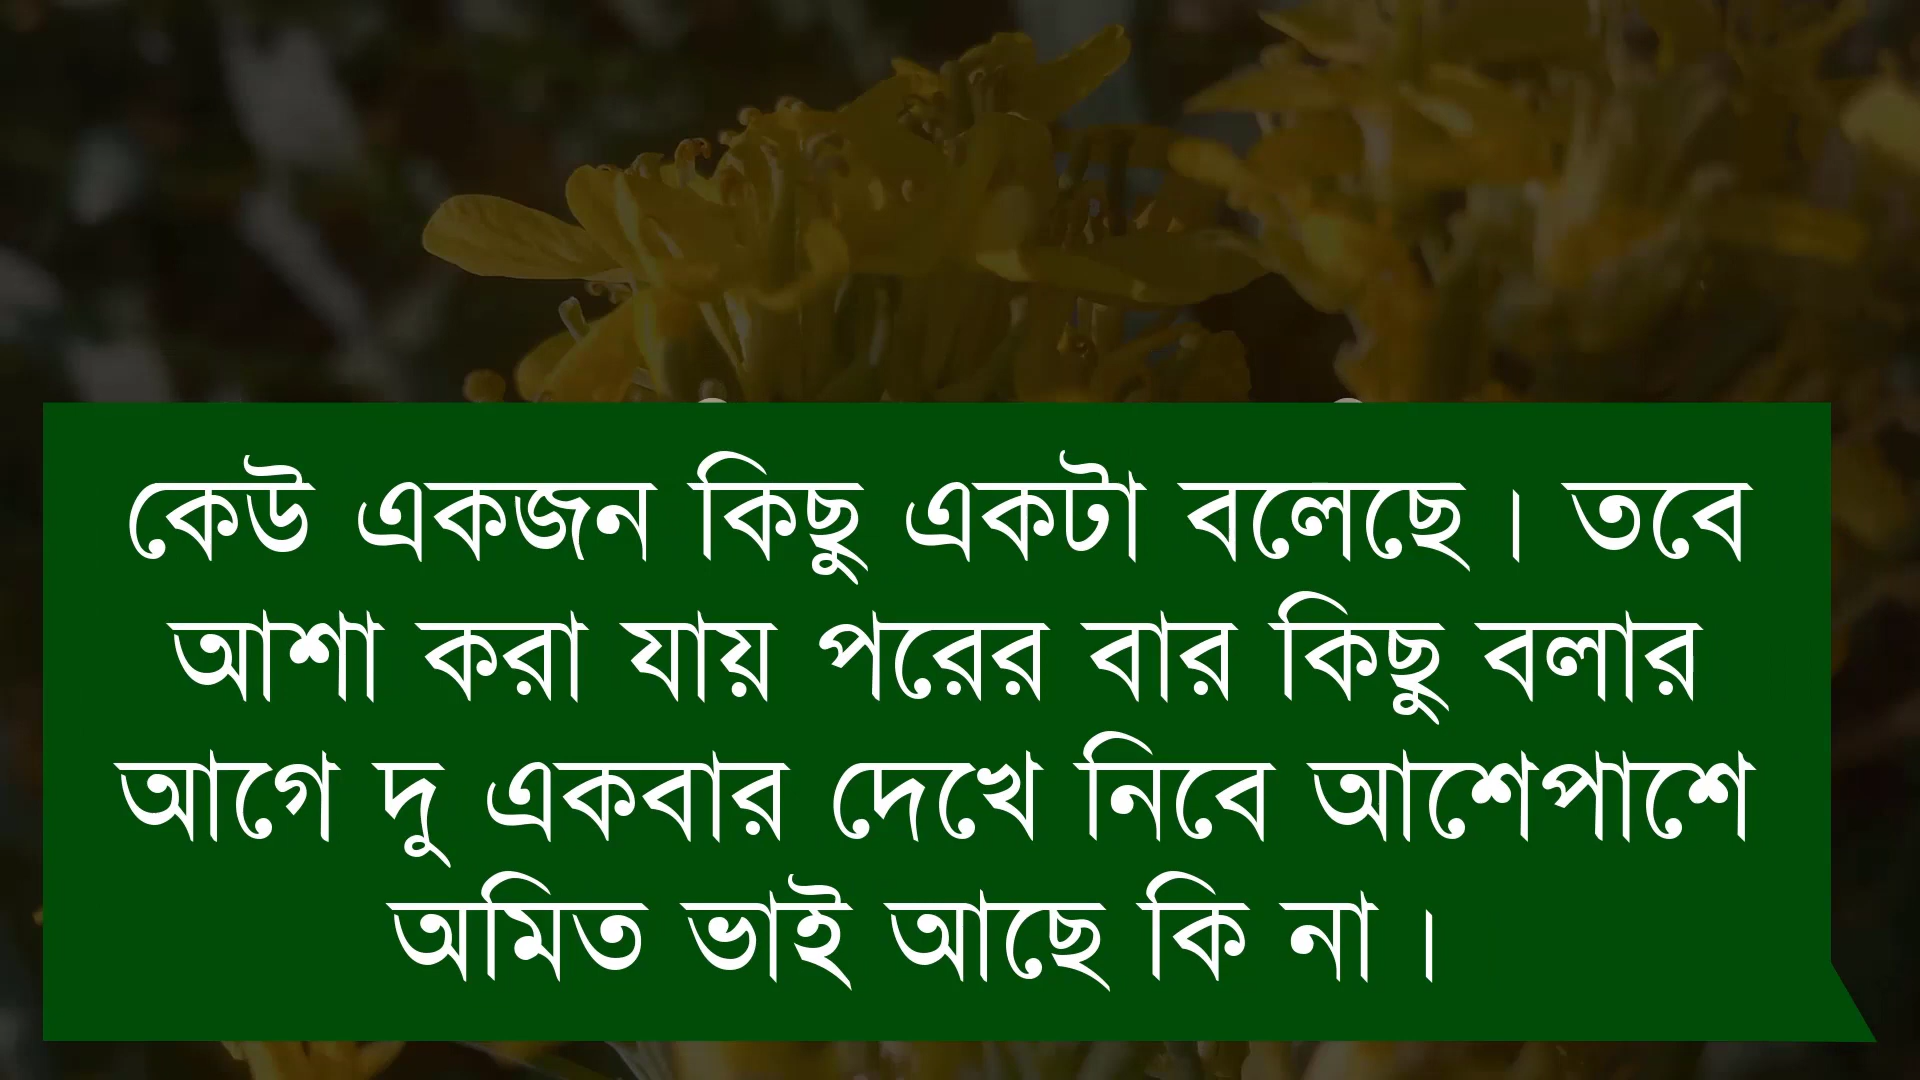 কেউ একজন কিছু একটা বলেছে। তবে
আশা করা যায় পরের বার কিছু বলার
আগে দু একবার দেখে নিবে আশেপাশে
অমিত ভাই আছে কি না।